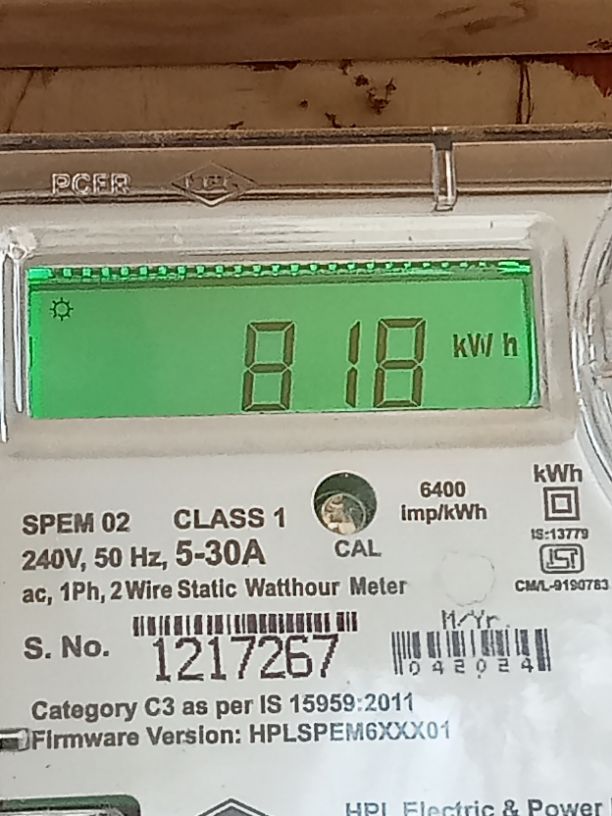 818 kWh
kWh
6400
imp/kWh
SPEM 02 CLASS 1
CAL
IS:13779
240V, 50 Hz, 5-30A
ac, 1Ph, 2 Wire Static Watthour Meter
CM/L-9190783
M/Yr.
S. No. 1217267
042024
Category C3 as per IS 15959:2011
Firmware Version: HPLSPEM6XXX01
HPL Electric & Power